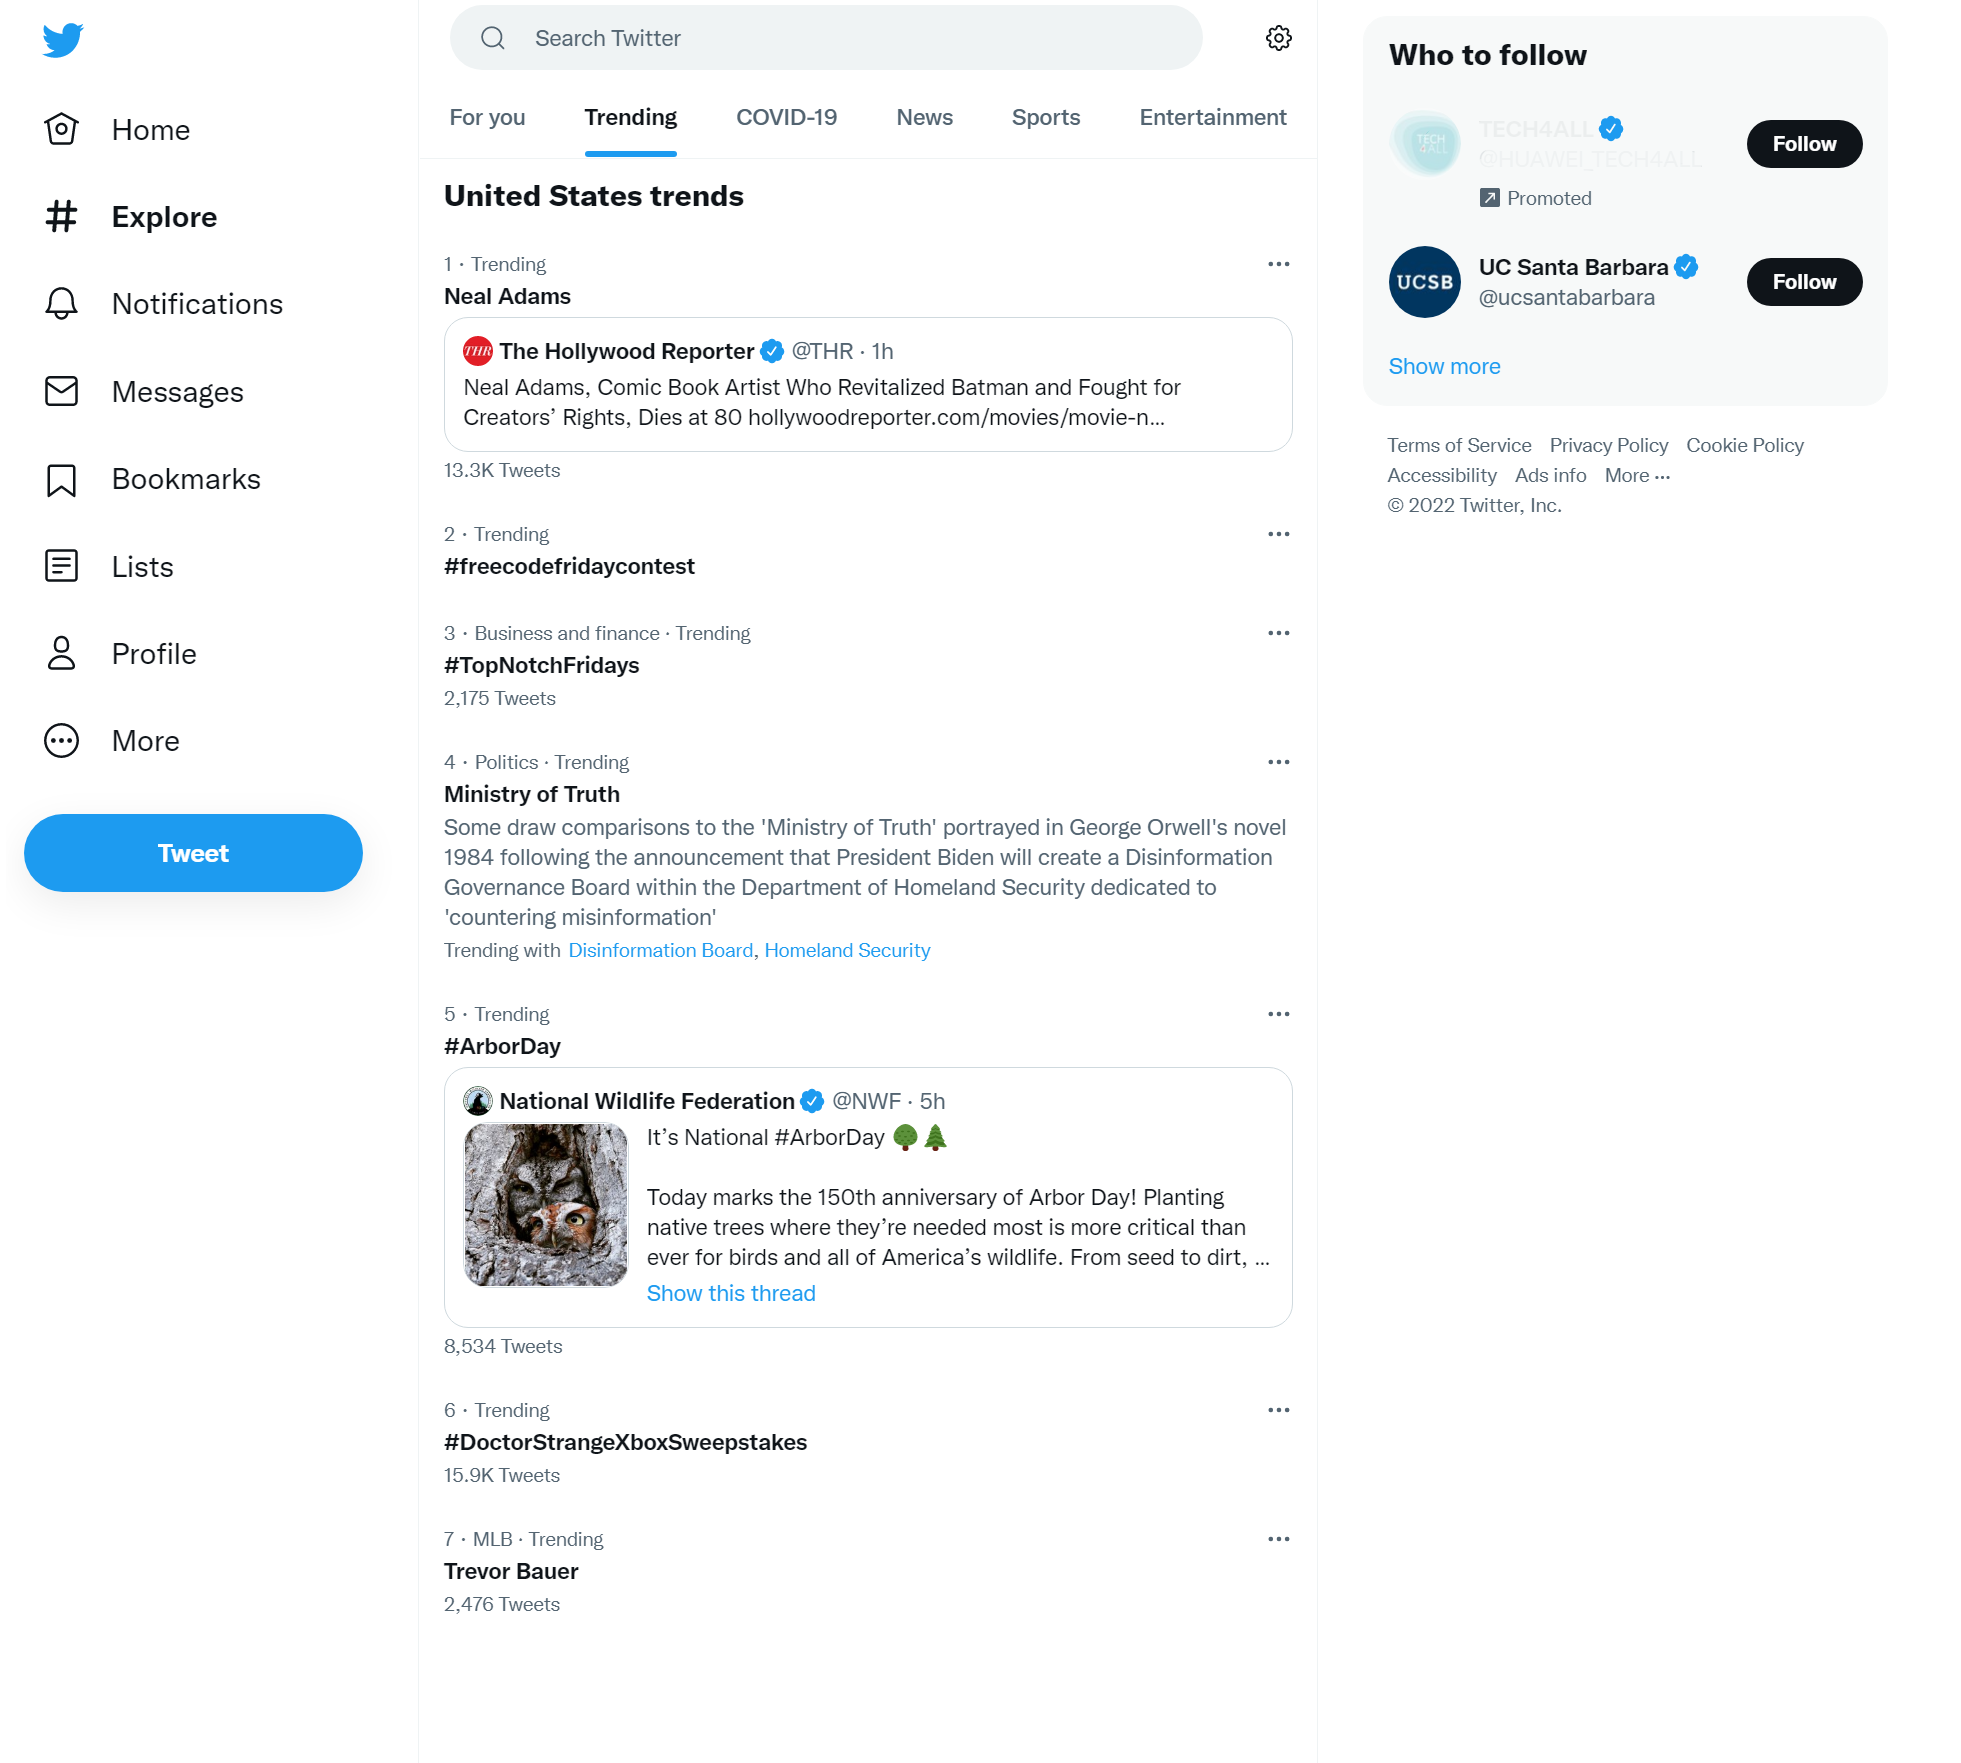 Home
Explore
Notifications
Messages
Bookmarks
Lists
Profile
More
Tweet
Search Twitter
For you
Trending
COVID-19
News
Sports
Entertainment
United States trends
1 · Trending
Neal Adams
THR The Hollywood Reporter @THR · 1h
Neal Adams, Comic Book Artist Who Revitalized Batman and Fought for
Creators’ Rights, Dies at 80 hollywoodreporter.com/movies/movie-n…
13.3K Tweets
2 · Trending
#freecodefridaycontest
3 · Business and finance · Trending
#TopNotchFridays
2,175 Tweets
4 · Politics · Trending
Ministry of Truth
Some draw comparisons to the 'Ministry of Truth' portrayed in George Orwell's novel
1984 following the announcement that President Biden will create a Disinformation
Governance Board within the Department of Homeland Security dedicated to
'countering misinformation'
Trending with Disinformation Board, Homeland Security
5 · Trending
#ArborDay
National Wildlife Federation @NWF · 5h
It’s National #ArborDay 🌳🌲
Today marks the 150th anniversary of Arbor Day! Planting
native trees where they’re needed most is more critical than
ever for birds and all of America’s wildlife. From seed to dirt, ...
Show this thread
8,534 Tweets
6 · Trending
#DoctorStrangeXboxSweepstakes
15.9K Tweets
7 · MLB · Trending
Trevor Bauer
2,476 Tweets
Who to follow
TECH
4ALL
TECH4ALL
@HUAWEI_TECH4ALL
Follow
Promoted
UCSB
UC Santa Barbara
@ucsantabarbara
Follow
Show more
Terms of Service Privacy Policy Cookie Policy
Accessibility Ads info More ···
© 2022 Twitter, Inc.